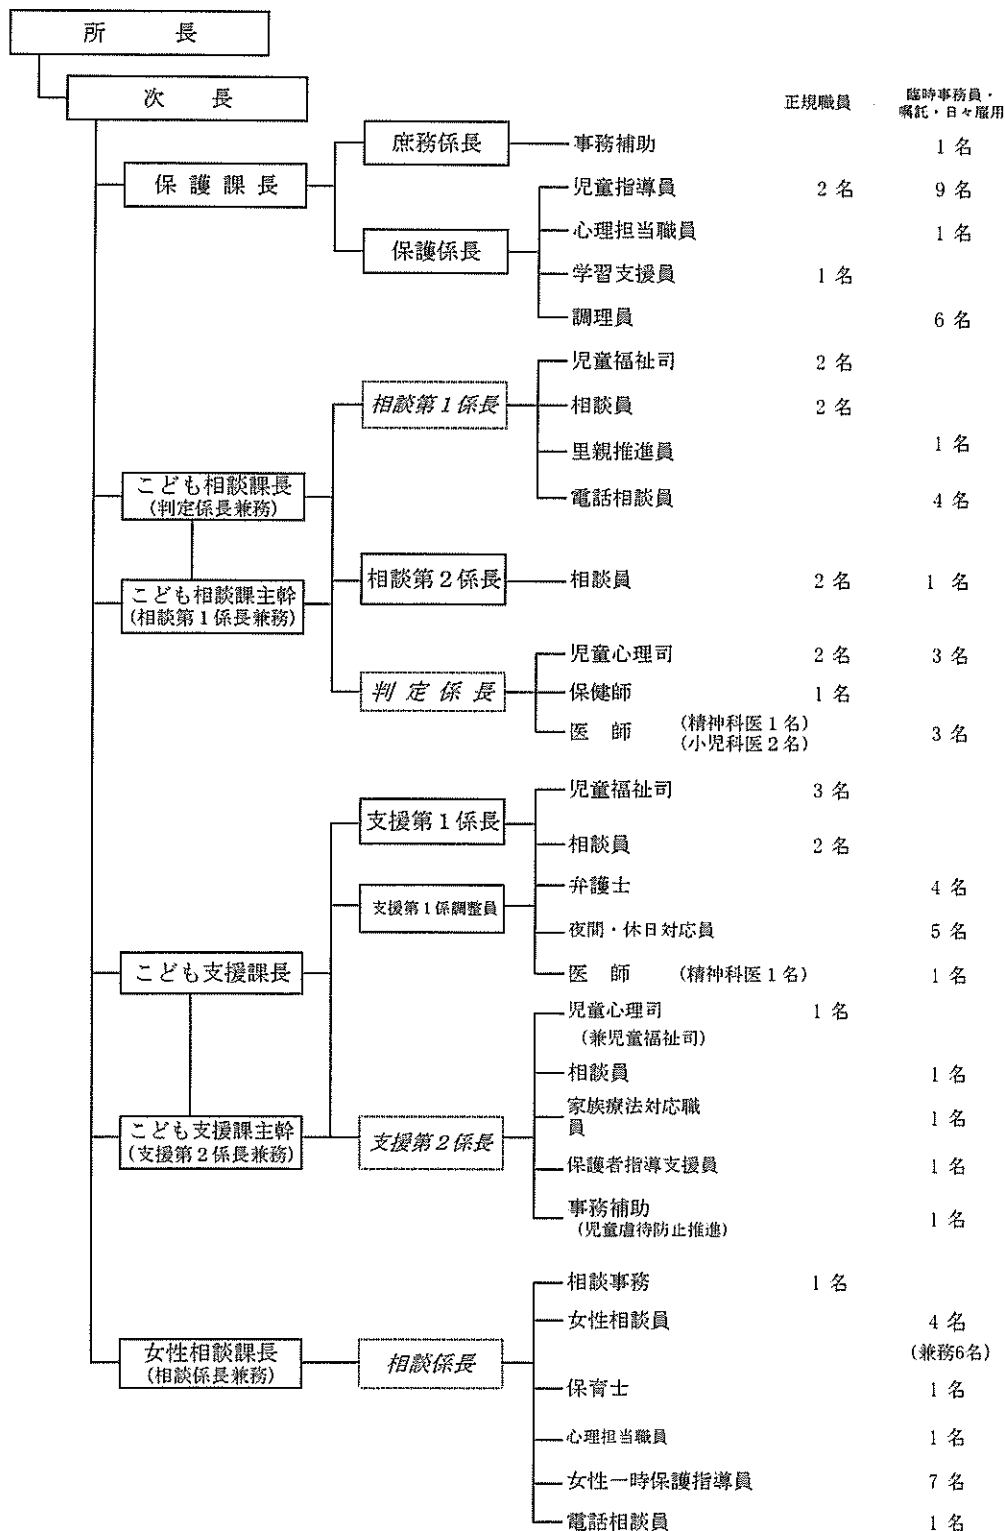 所　長
次　長
正規職員　臨時事務員・
嘱託・日々雇用
庶務係長　事務補助　1 名
保 護 課 長
児童指導員　2 名　9 名
心理担当職員　1 名
保護係長
学習支援員　1 名
調理員　6 名
児童福祉司　2 名
相談第１係長　相談員　2 名
里親推進員　1 名
こども相談課長
(判定係長兼務)
電話相談員　4 名
相談第２係長　相談員　2 名　1 名
こども相談課主幹
(相談第１係長兼務)
児童心理司　2 名　3 名
判 定 係 長　保健師　1 名
医　師　(精神科医１名)
(小児科医２名)　3 名
児童福祉司　3 名
支援第１係長
相談員　2 名
弁護士　4 名
支援第１係調整員
夜間・休日対応員　5 名
こども支援課長　医　師　(精神科医１名)　1 名
児童心理司　1 名
(兼児童福祉司)
相談員　1 名
家族療法対応職
員　1 名
こども支援課主幹
(支援第２係長兼務)
支援第２係長
保護者指導支援員　1 名
事務補助
(児童虐待防止推進)　1 名
相談事務　1 名
女性相談員　4 名
(兼務6名)
女性相談課長
(相談係長兼務)
相談係長
保育士　1 名
心理担当職員　1 名
女性一時保護指導員　7 名
電話相談員　1 名